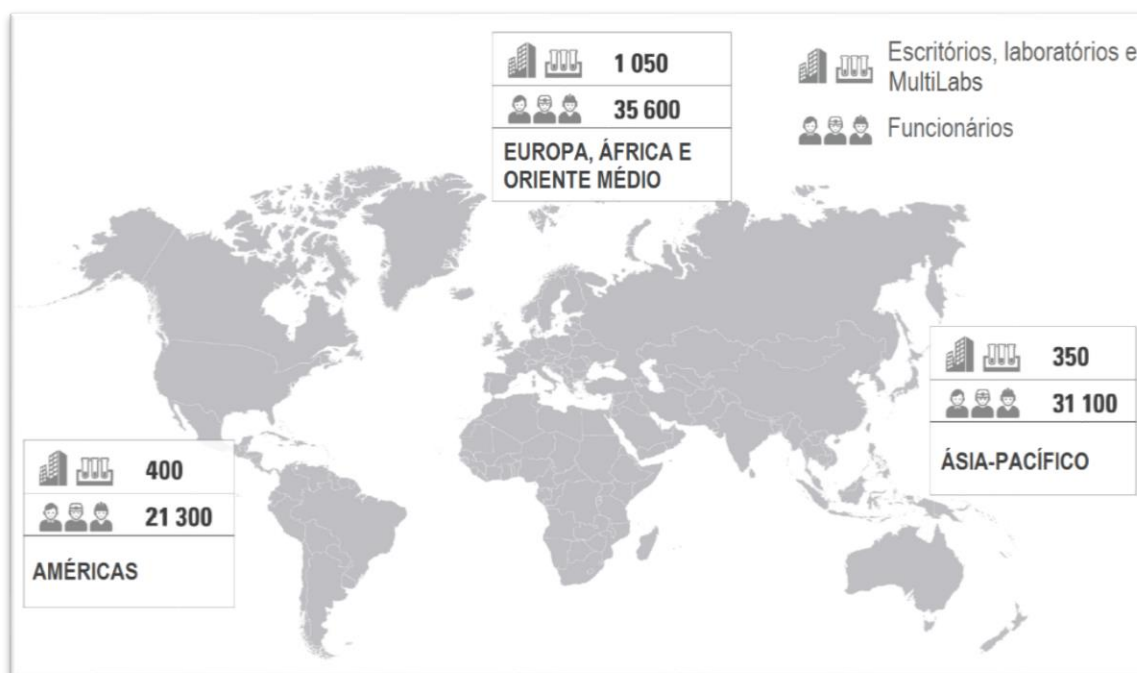 1 050
35 600
EUROPA, ÁFRICA E
ORIENTE MÉDIO
Escritórios, laboratórios e
MultiLabs
Funcionários
350
31 100
ÁSIA-PACÍFICO
400
21 300
AMÉRICAS